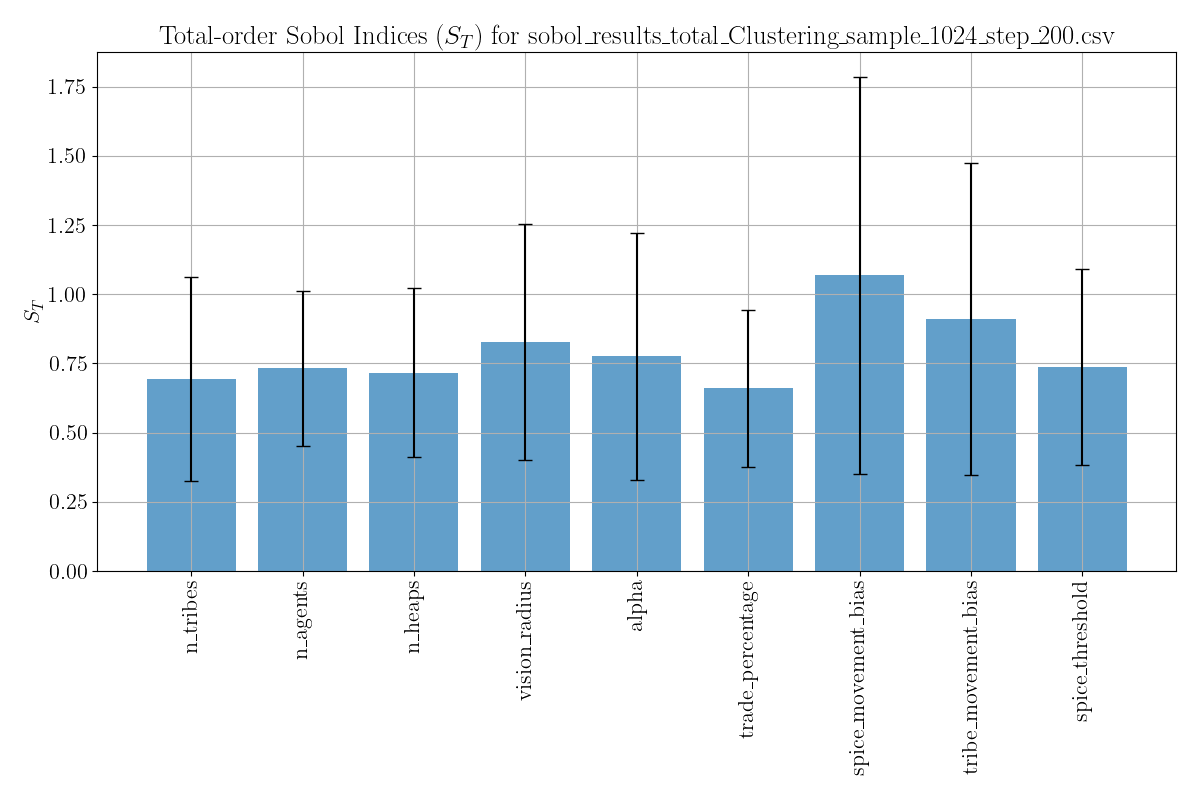 Total-order Sobol Indices (S_T) for sobol_results_total_Clustering_sample_1024_step_200.csv
S_T
1.75
1.50
1.25
1.00
0.75
0.50
0.25
0.00
n_tribes
n_agents
n_heaps
vision_radius
alpha
trade_percentage
spice_movement_bias
tribe_movement_bias
spice_threshold